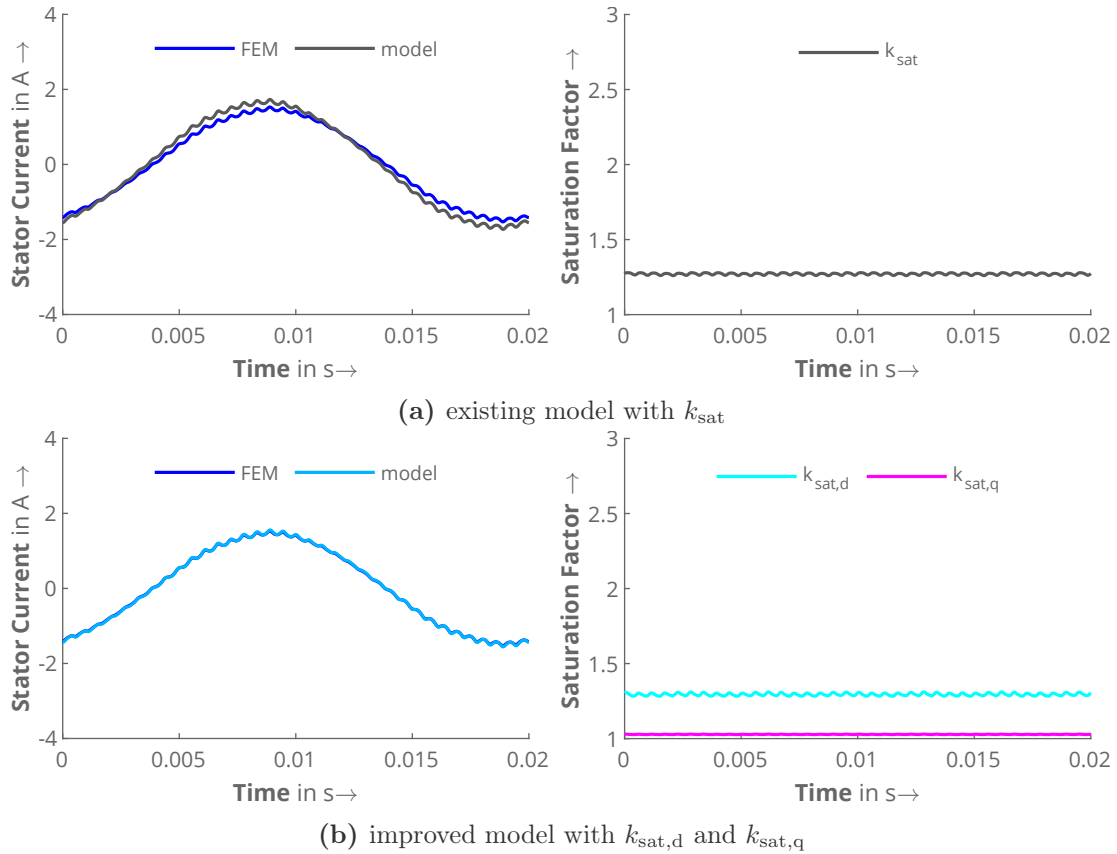 4
2
0
-2
-4
Stator Current in A →
FEM
model
0
0.005
0.01
0.015
0.02
Time in s→
3
2.5
2
1.5
1
Saturation Factor →
k_sat
0
0.005
0.01
0.015
0.02
Time in s→
(a) existing model with k_sat
4
2
0
-2
-4
Stator Current in A →
FEM
model
0
0.005
0.01
0.015
0.02
Time in s→
3
2.5
2
1.5
1
Saturation Factor →
k_sat,d
k_sat,q
0
0.005
0.01
0.015
0.02
Time in s→
(b) improved model with k_sat,d and k_sat,q